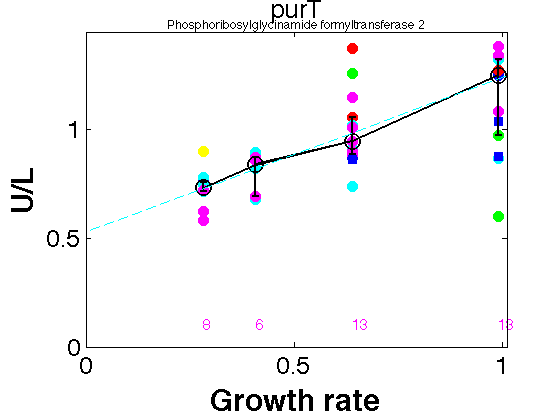 purT
Phosphoribosylglycinamide formyltransferase 2
U/L
1
0.5
0
8
6
13
13
0
0.5
1
Growth rate